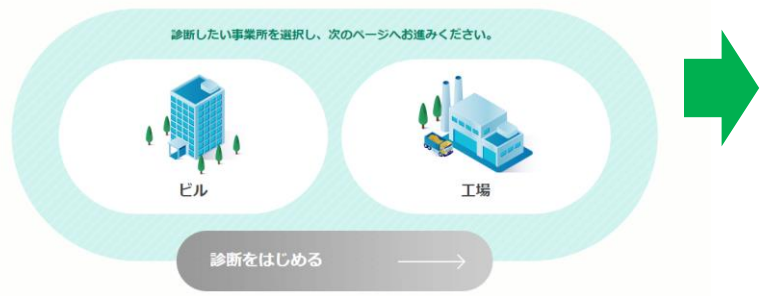 診断したい事業所を選択し、次のページへお進みください。
ビル
工場
診断をはじめる